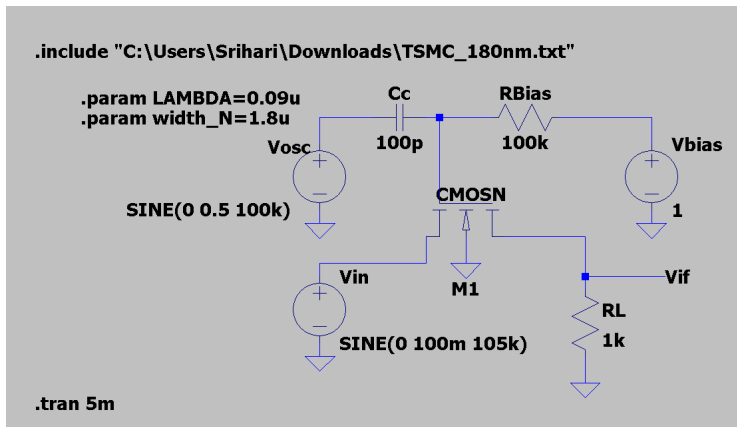 .include "C:\Users\Srihari\Downloads\TSMC_180nm.txt"
.param LAMBDA=0.09u
.param width_N=1.8u
Cc
RBias
100p
100k
Vosc
Vbias
SINE(0 0.5 100k)
1
CMOSN
M1
Vin
Vif
RL
1k
SINE(0 100m 105k)
.tran 5m